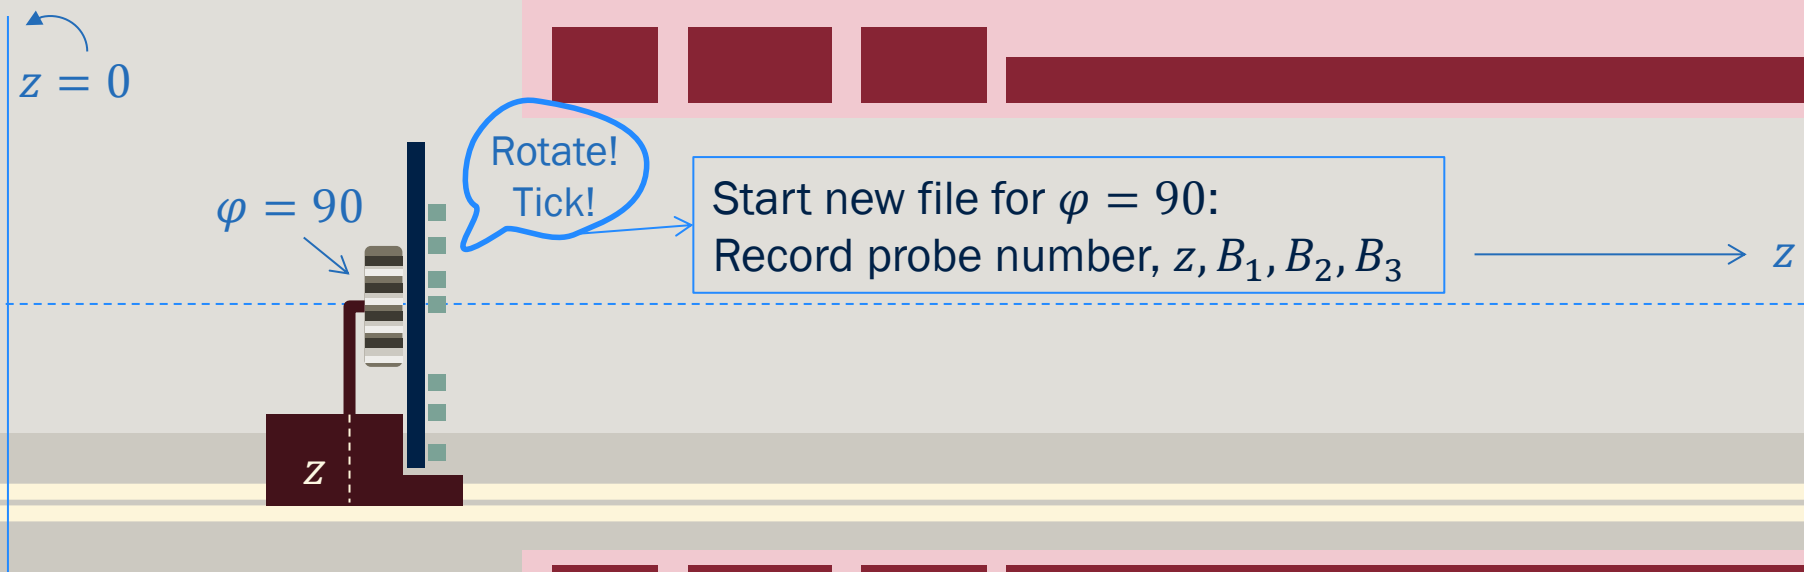 z = 0
Rotate!
Tick!
φ = 90
Start new file for φ = 90:
Record probe number, z, B₁, B₂, B₃
z
z